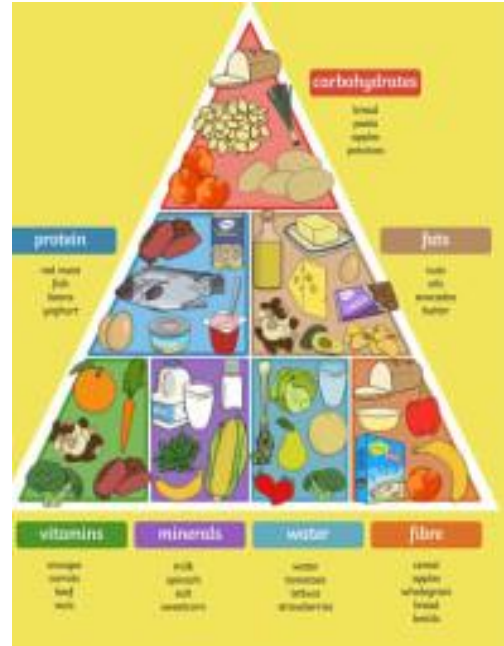 carbohydrates
bread
pasta
apples
potatoes
protein
red meat
fish
beans
yoghurt
fats
nuts
oils
avocados
butter
vitamins
oranges
carrots
beef
nuts
minerals
milk
spinach
salt
sweetcorn
water
water
tomatoes
lettuce
strawberries
fibre
cereal
apples
wholegrain
bread